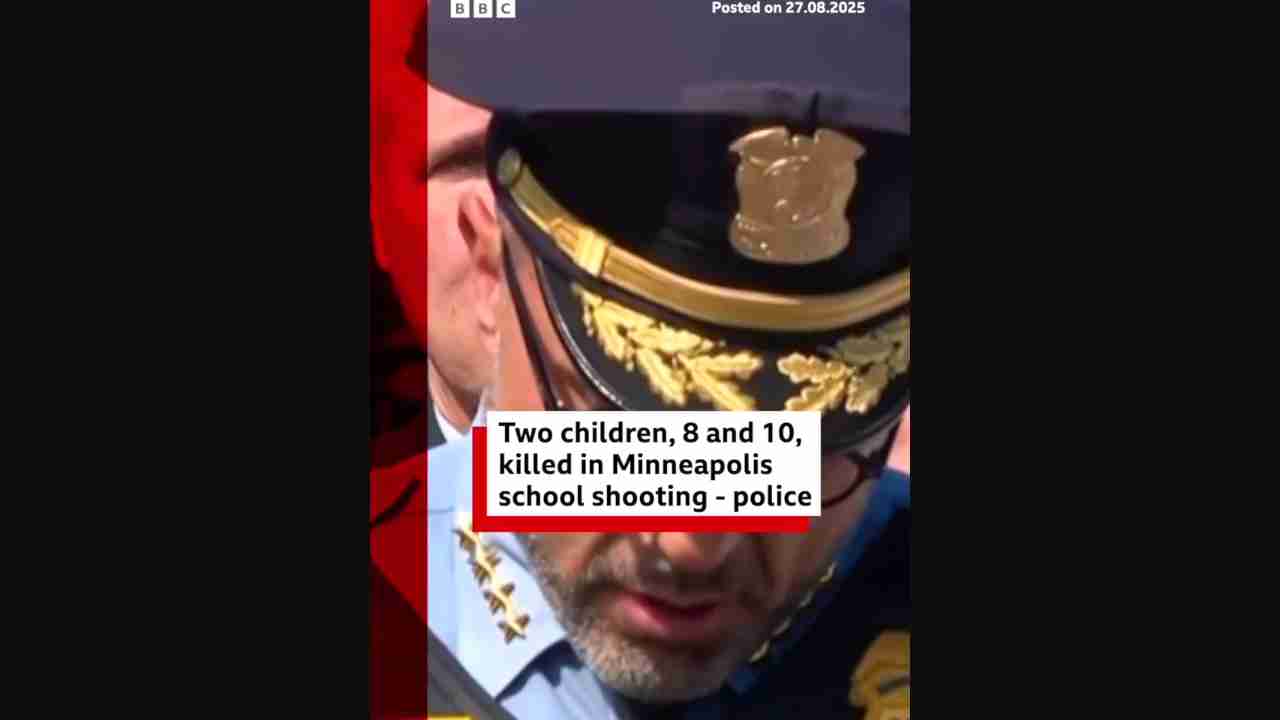 BBC
Posted on 27.08.2025
Two children, 8 and 10,
killed in Minneapolis
school shooting - police